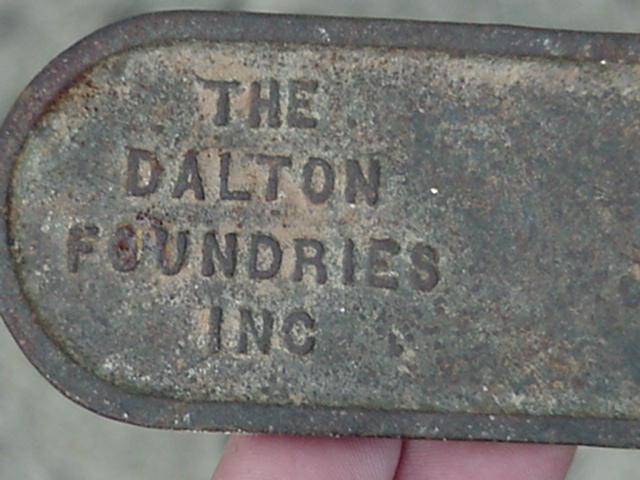 THE
DALTON
FOUNDRIES
INC